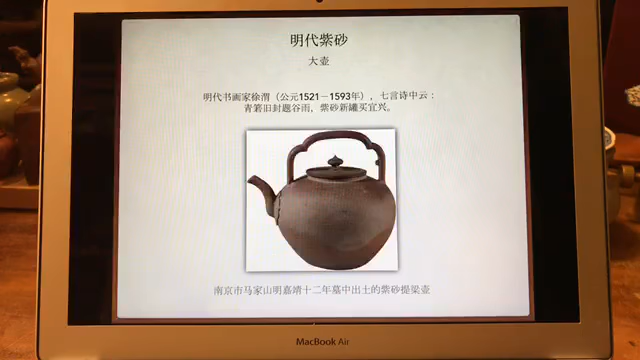 明代紫砂
大壶
明代书画家徐渭（公元1521－1593年），七言诗中云：
青箬旧封题谷雨，紫砂新罐买宜兴。
南京市马家山明嘉靖十二年墓中出土的紫砂提梁壶
MacBook Air